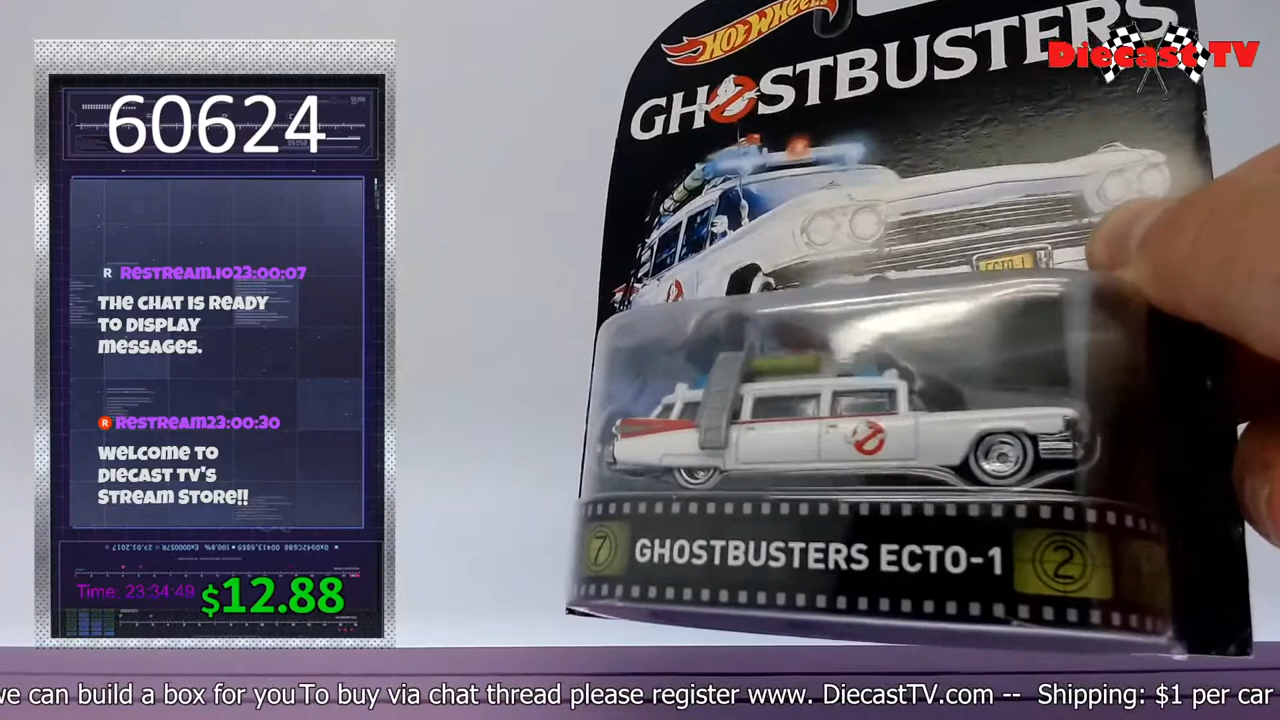 60624
Restream.io23:00:07
The chat is ready
to display
messages.
R Restream23:00:30
Welcome to
Diecast TV's
Stream Store!!
Time: 23:34:49 $12.88
HOT WHEELS
GHOSTBUSTERS
Diecast TV
ECTO-1
7 GHOSTBUSTERS ECTO-1 2
we can build a box for you To buy via chat thread please register www. DiecastTV.com -- Shipping: $1 per car